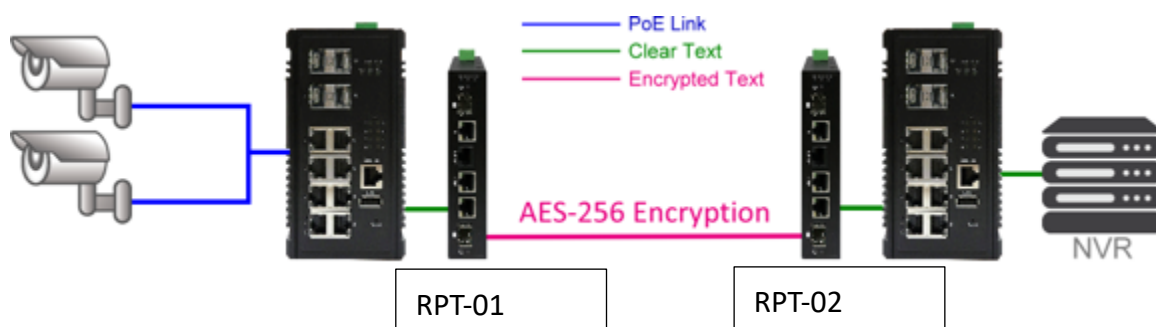 PoE Link
Clear Text
Encrypted Text
AES-256 Encryption
NVR
RPT-01
RPT-02